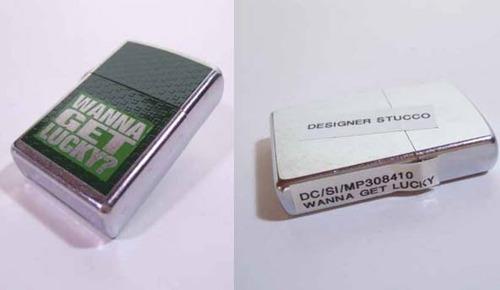 WANNA
GET
LUCKY?
DESIGNER STUCCO
DC/SI/MP308410
WANNA GET LUCKY